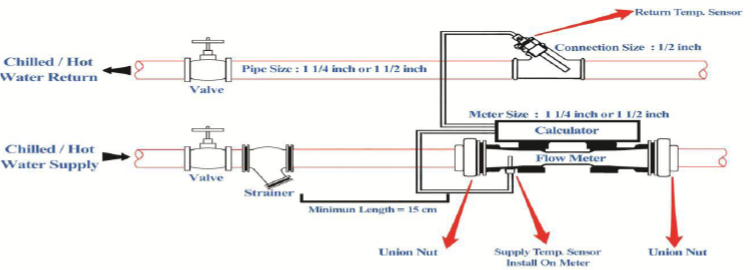 Return Temp. Sensor
Connection Size : 1/2 inch
Chilled / Hot
Water Return
Pipe Size : 1 1/4 inch or 1 1/2 inch
Valve
Meter Size : 1 1/4 inch or 1 1/2 inch
Calculator
Chilled / Hot
Water Supply
Flow Meter
Valve
Strainer
Minimun Length = 15 cm
Union Nut
Supply Temp. Sensor
Install On Meter
Union Nut